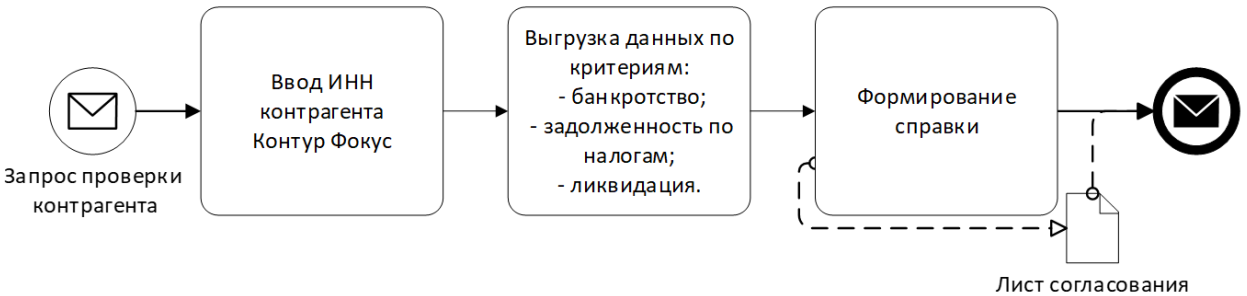 Запрос проверки
контрагента
Ввод ИНН
контрагента
Контур Фокус
Выгрузка данных по
критериям:
- банкротство;
- задолженность по
налогам;
- ликвидация.
Формирование
справки
Лист согласования